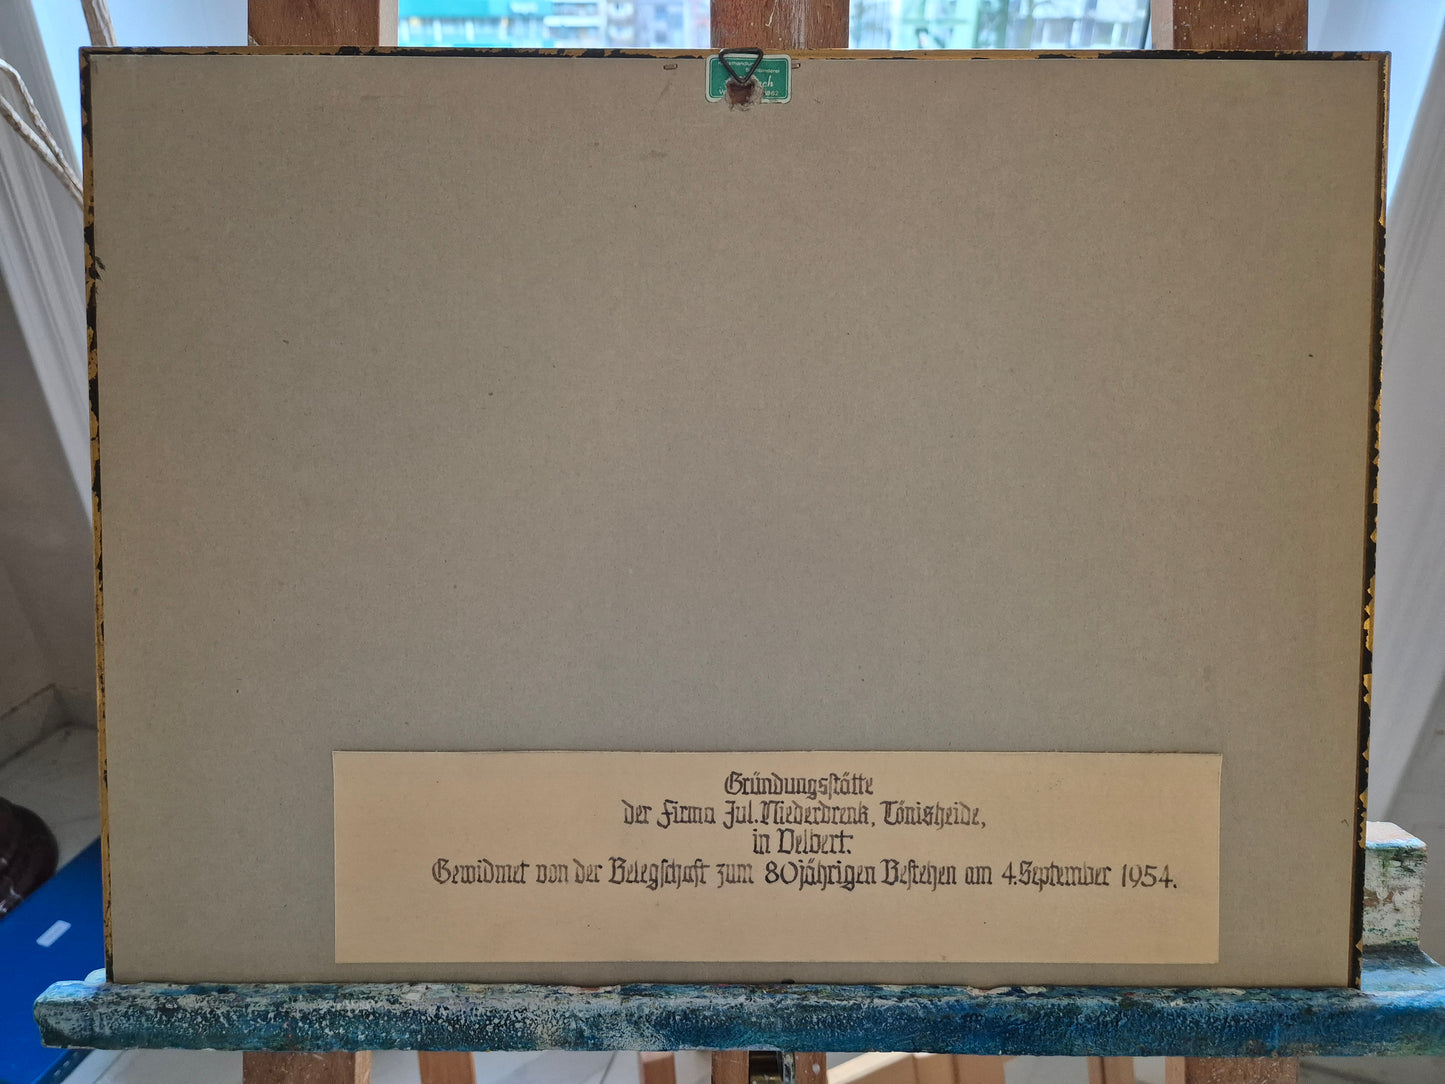 Kunsthandlung
Gründungsstätte
der Firma Jul. Niederdrenk, Tönisheide,
in Velbert.
Gewidmet von der Belegschaft zum 80jährigen Bestehen am 4. September 1954.